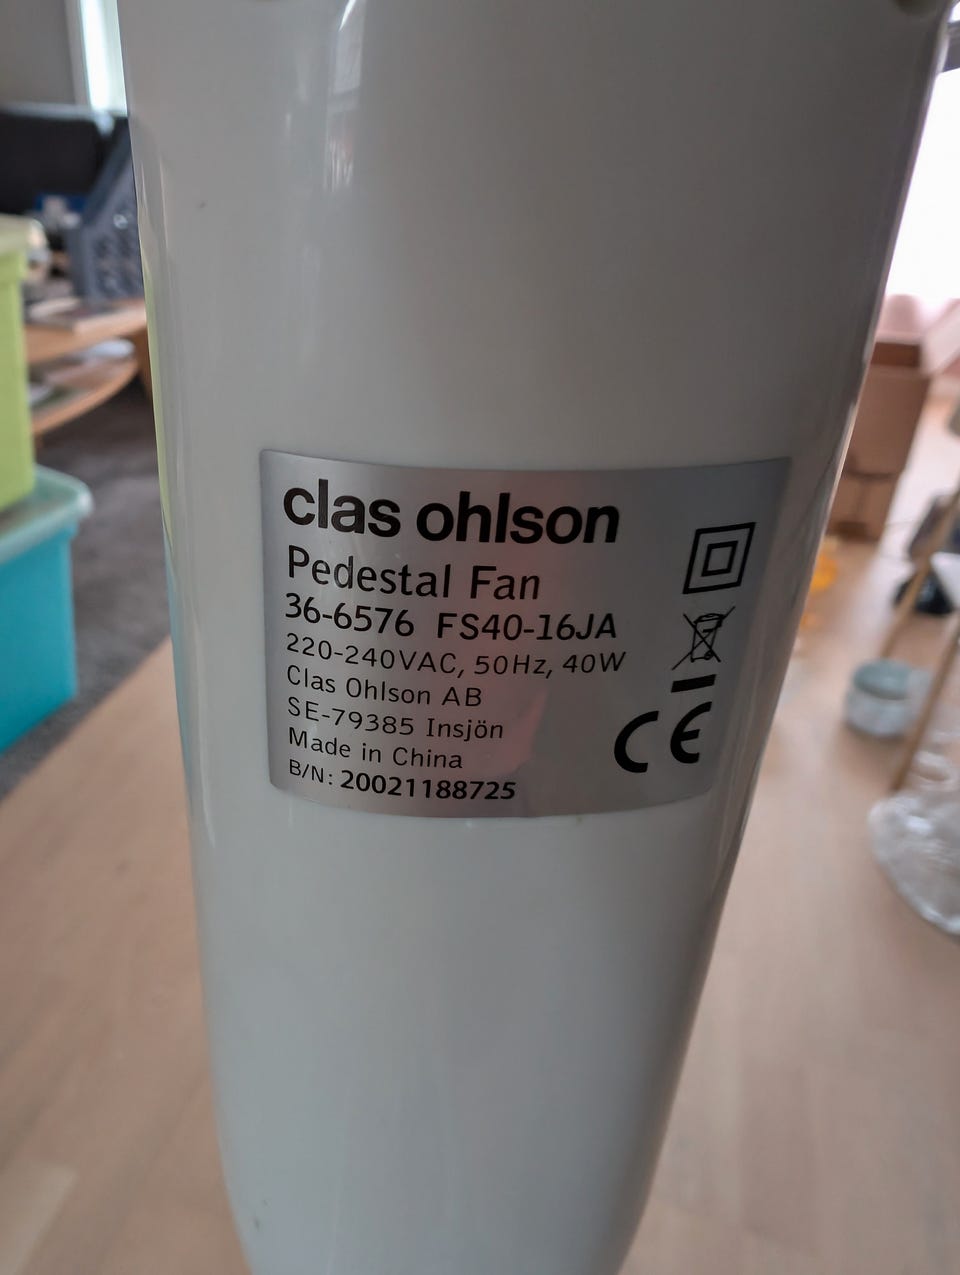 clas ohlson
Pedestal Fan
36-6576 FS40-16JA
220-240VAC, 50Hz, 40W
Clas Ohlson AB
SE-79385 Insjön
Made in China
B/N: 20021188725
CE